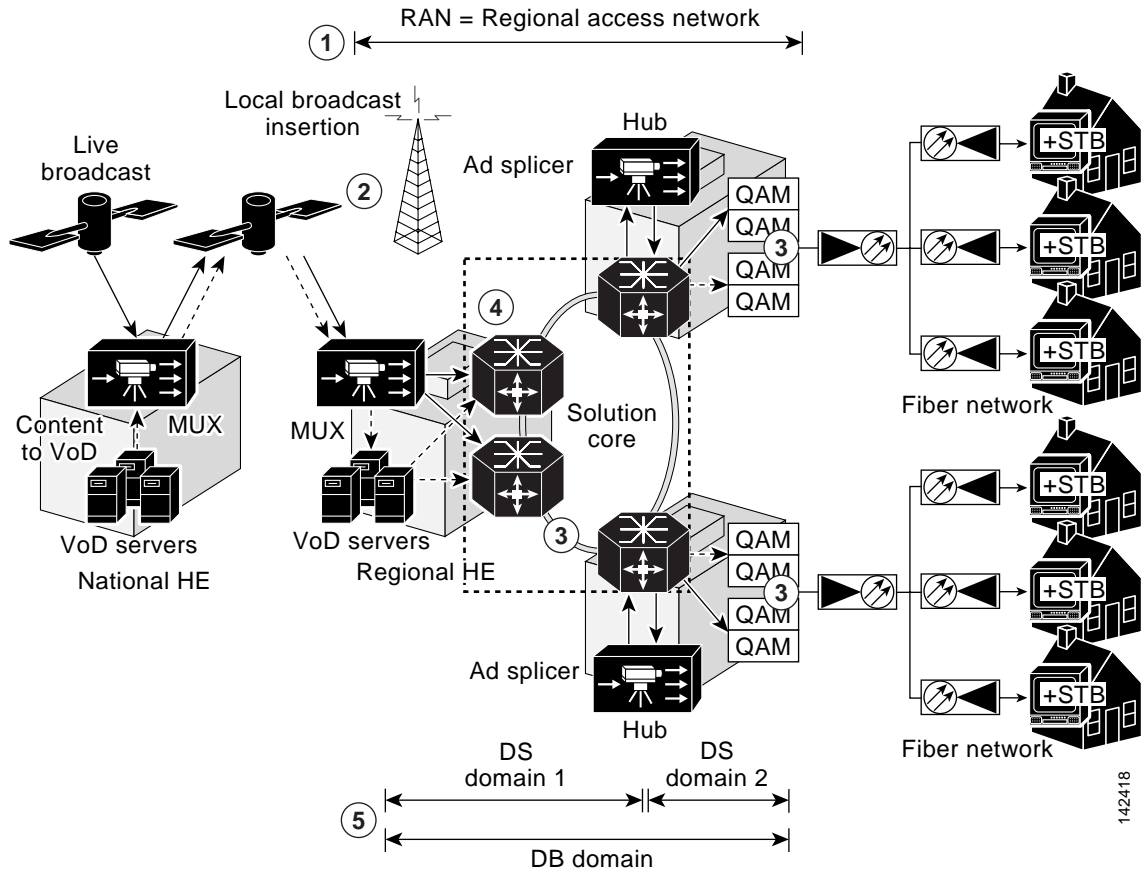 RAN = Regional access network
1
Local broadcast
insertion
Live
broadcast
2
Hub
Ad splicer
QAM
QAM
3
QAM
QAM
+STB
+STB
+STB
Fiber network
4
Content
to VoD
MUX
MUX
Solution
core
VoD servers
National HE
VoD servers
Regional HE
3
QAM
QAM
3
QAM
QAM
+STB
+STB
+STB
Fiber network
Ad splicer
Hub
DS
domain 1
DS
domain 2
5
DB domain
142418